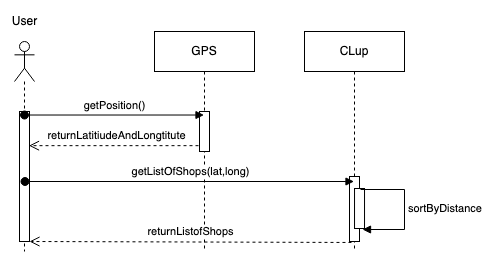 User
GPS
CLup
getPosition()
returnLatitiudeAndLongtitute
getListOfShops(lat,long)
sortByDistance
returnListofShops